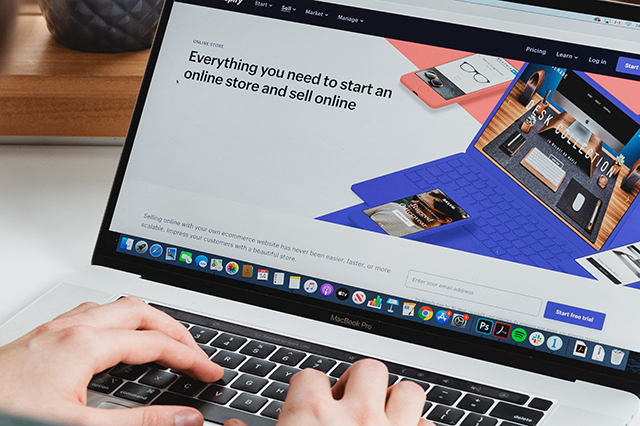 Start Sell Market Manage
Pricing Learn Log in Start
ONLINE STORE
Everything you need to start an
online store and sell online
DESK COLLECTION
Selling online with your own ecommerce website has never been easier, faster, or more
scalable. Impress your customers with a beautiful store.
Enter your email address
Start free trial
MacBook Pro